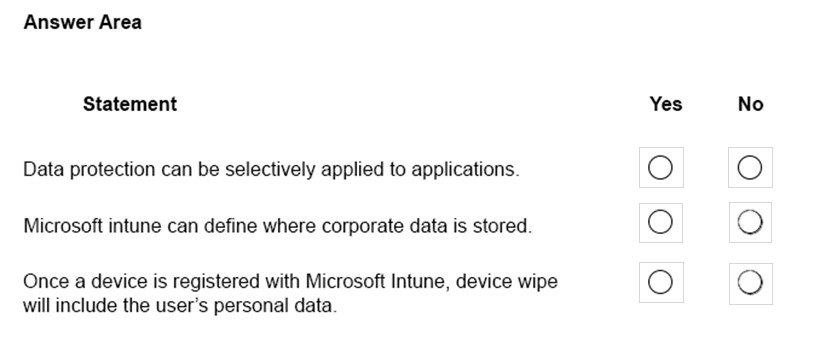 Answer Area
Statement Yes No
Data protection can be selectively applied to applications.
Microsoft intune can define where corporate data is stored.
Once a device is registered with Microsoft Intune, device wipe
will include the user's personal data.